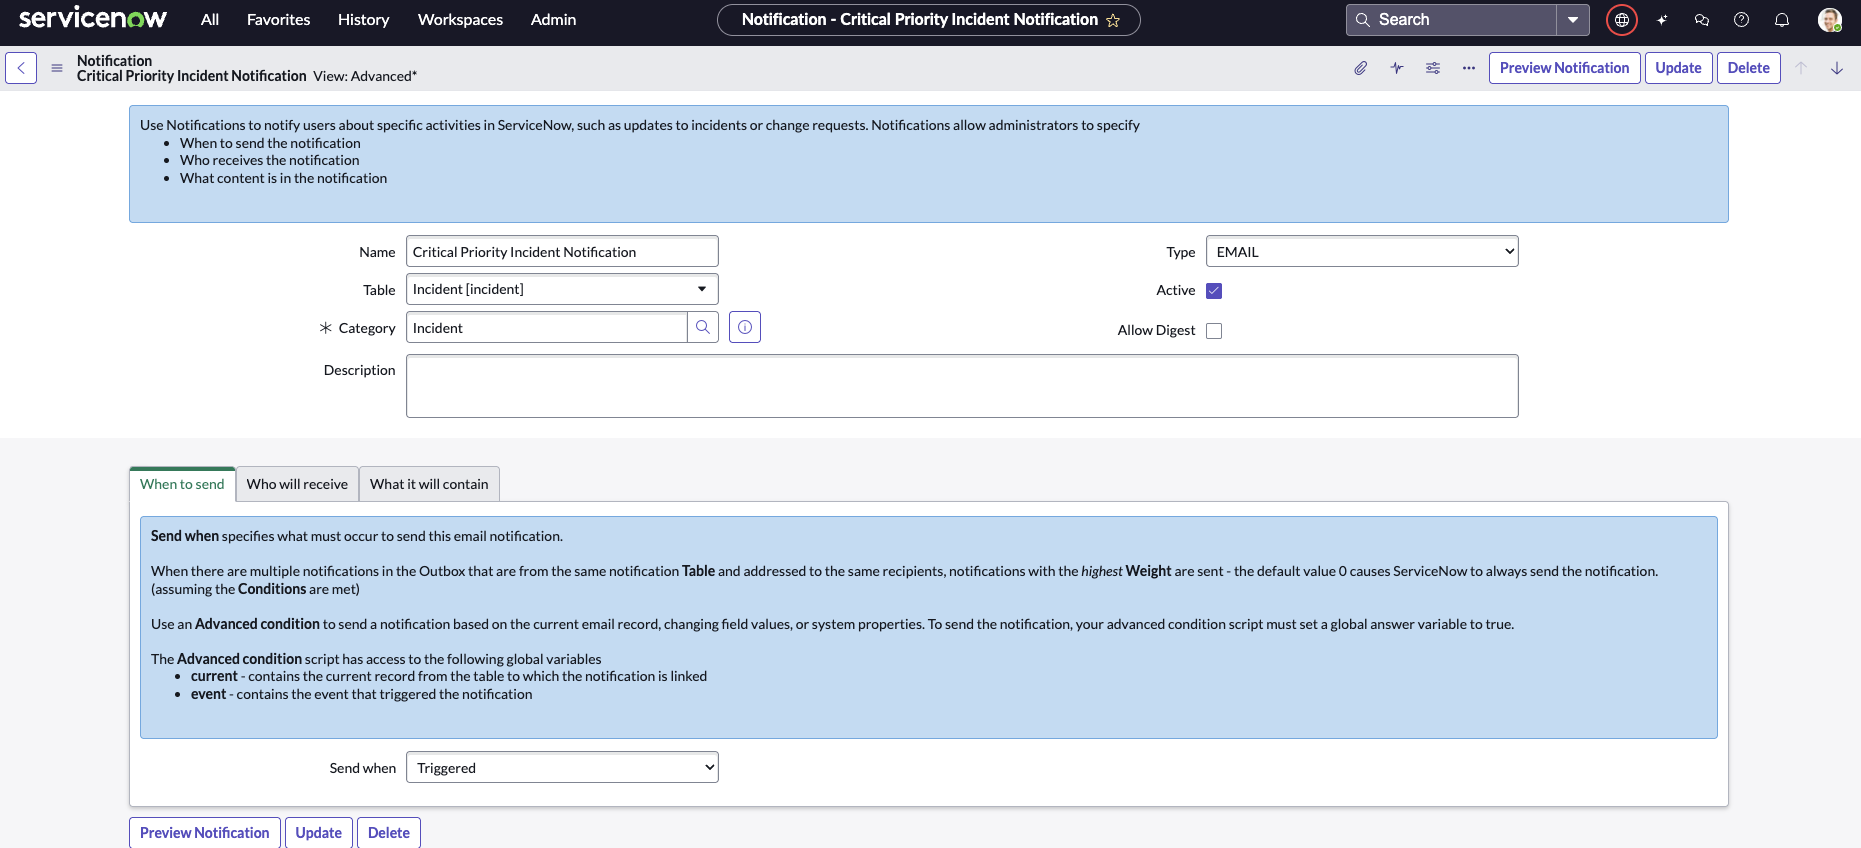 servicenow All Favorites History Workspaces Admin Notification - Critical Priority Incident Notification Search
Notification
Critical Priority Incident Notification View: Advanced* Preview Notification Update Delete
Use Notifications to notify users about specific activities in ServiceNow, such as updates to incidents or change requests. Notifications allow administrators to specify
• When to send the notification
• Who receives the notification
• What content is in the notification
Name Critical Priority Incident Notification Type EMAIL
Table Incident [incident] Active
Category Incident Allow Digest
Description
When to send Who will receive What it will contain
Send when specifies what must occur to send this email notification.
When there are multiple notifications in the Outbox that are from the same notification Table and addressed to the same recipients, notifications with the highest Weight are sent - the default value 0 causes ServiceNow to always send the notification.
(assuming the Conditions are met)
Use an Advanced condition to send a notification based on the current email record, changing field values, or system properties. To send the notification, your advanced condition script must set a global answer variable to true.
The Advanced condition script has access to the following global variables
• current - contains the current record from the table to which the notification is linked
• event - contains the event that triggered the notification
Send when Triggered
Preview Notification Update Delete